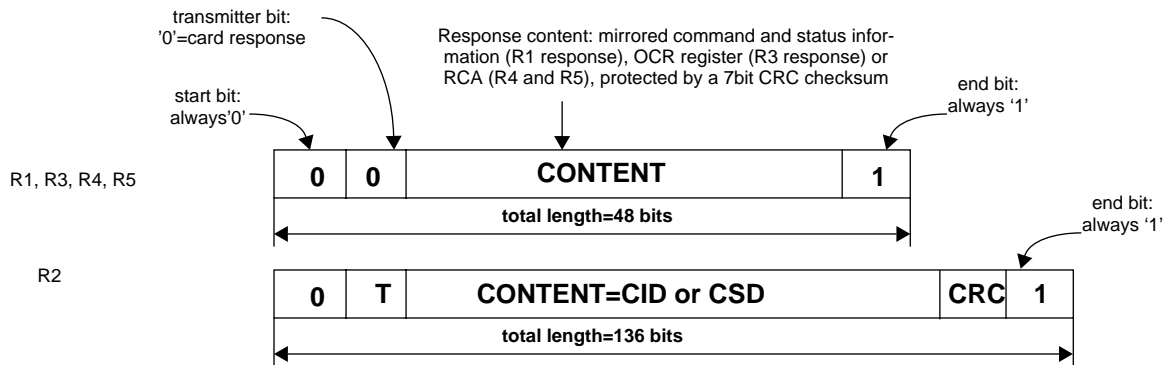 transmitter bit:
'0'=card response
Response content: mirrored command and status infor-
mation (R1 response), OCR register (R3 response) or
RCA (R4 and R5), protected by a 7bit CRC checksum
start bit:
always'0'
end bit:
always ‘1’
R1, R3, R4, R5
0 0 CONTENT 1
total length=48 bits
end bit:
always ‘1’
R2
0 T CONTENT=CID or CSD CRC 1
total length=136 bits